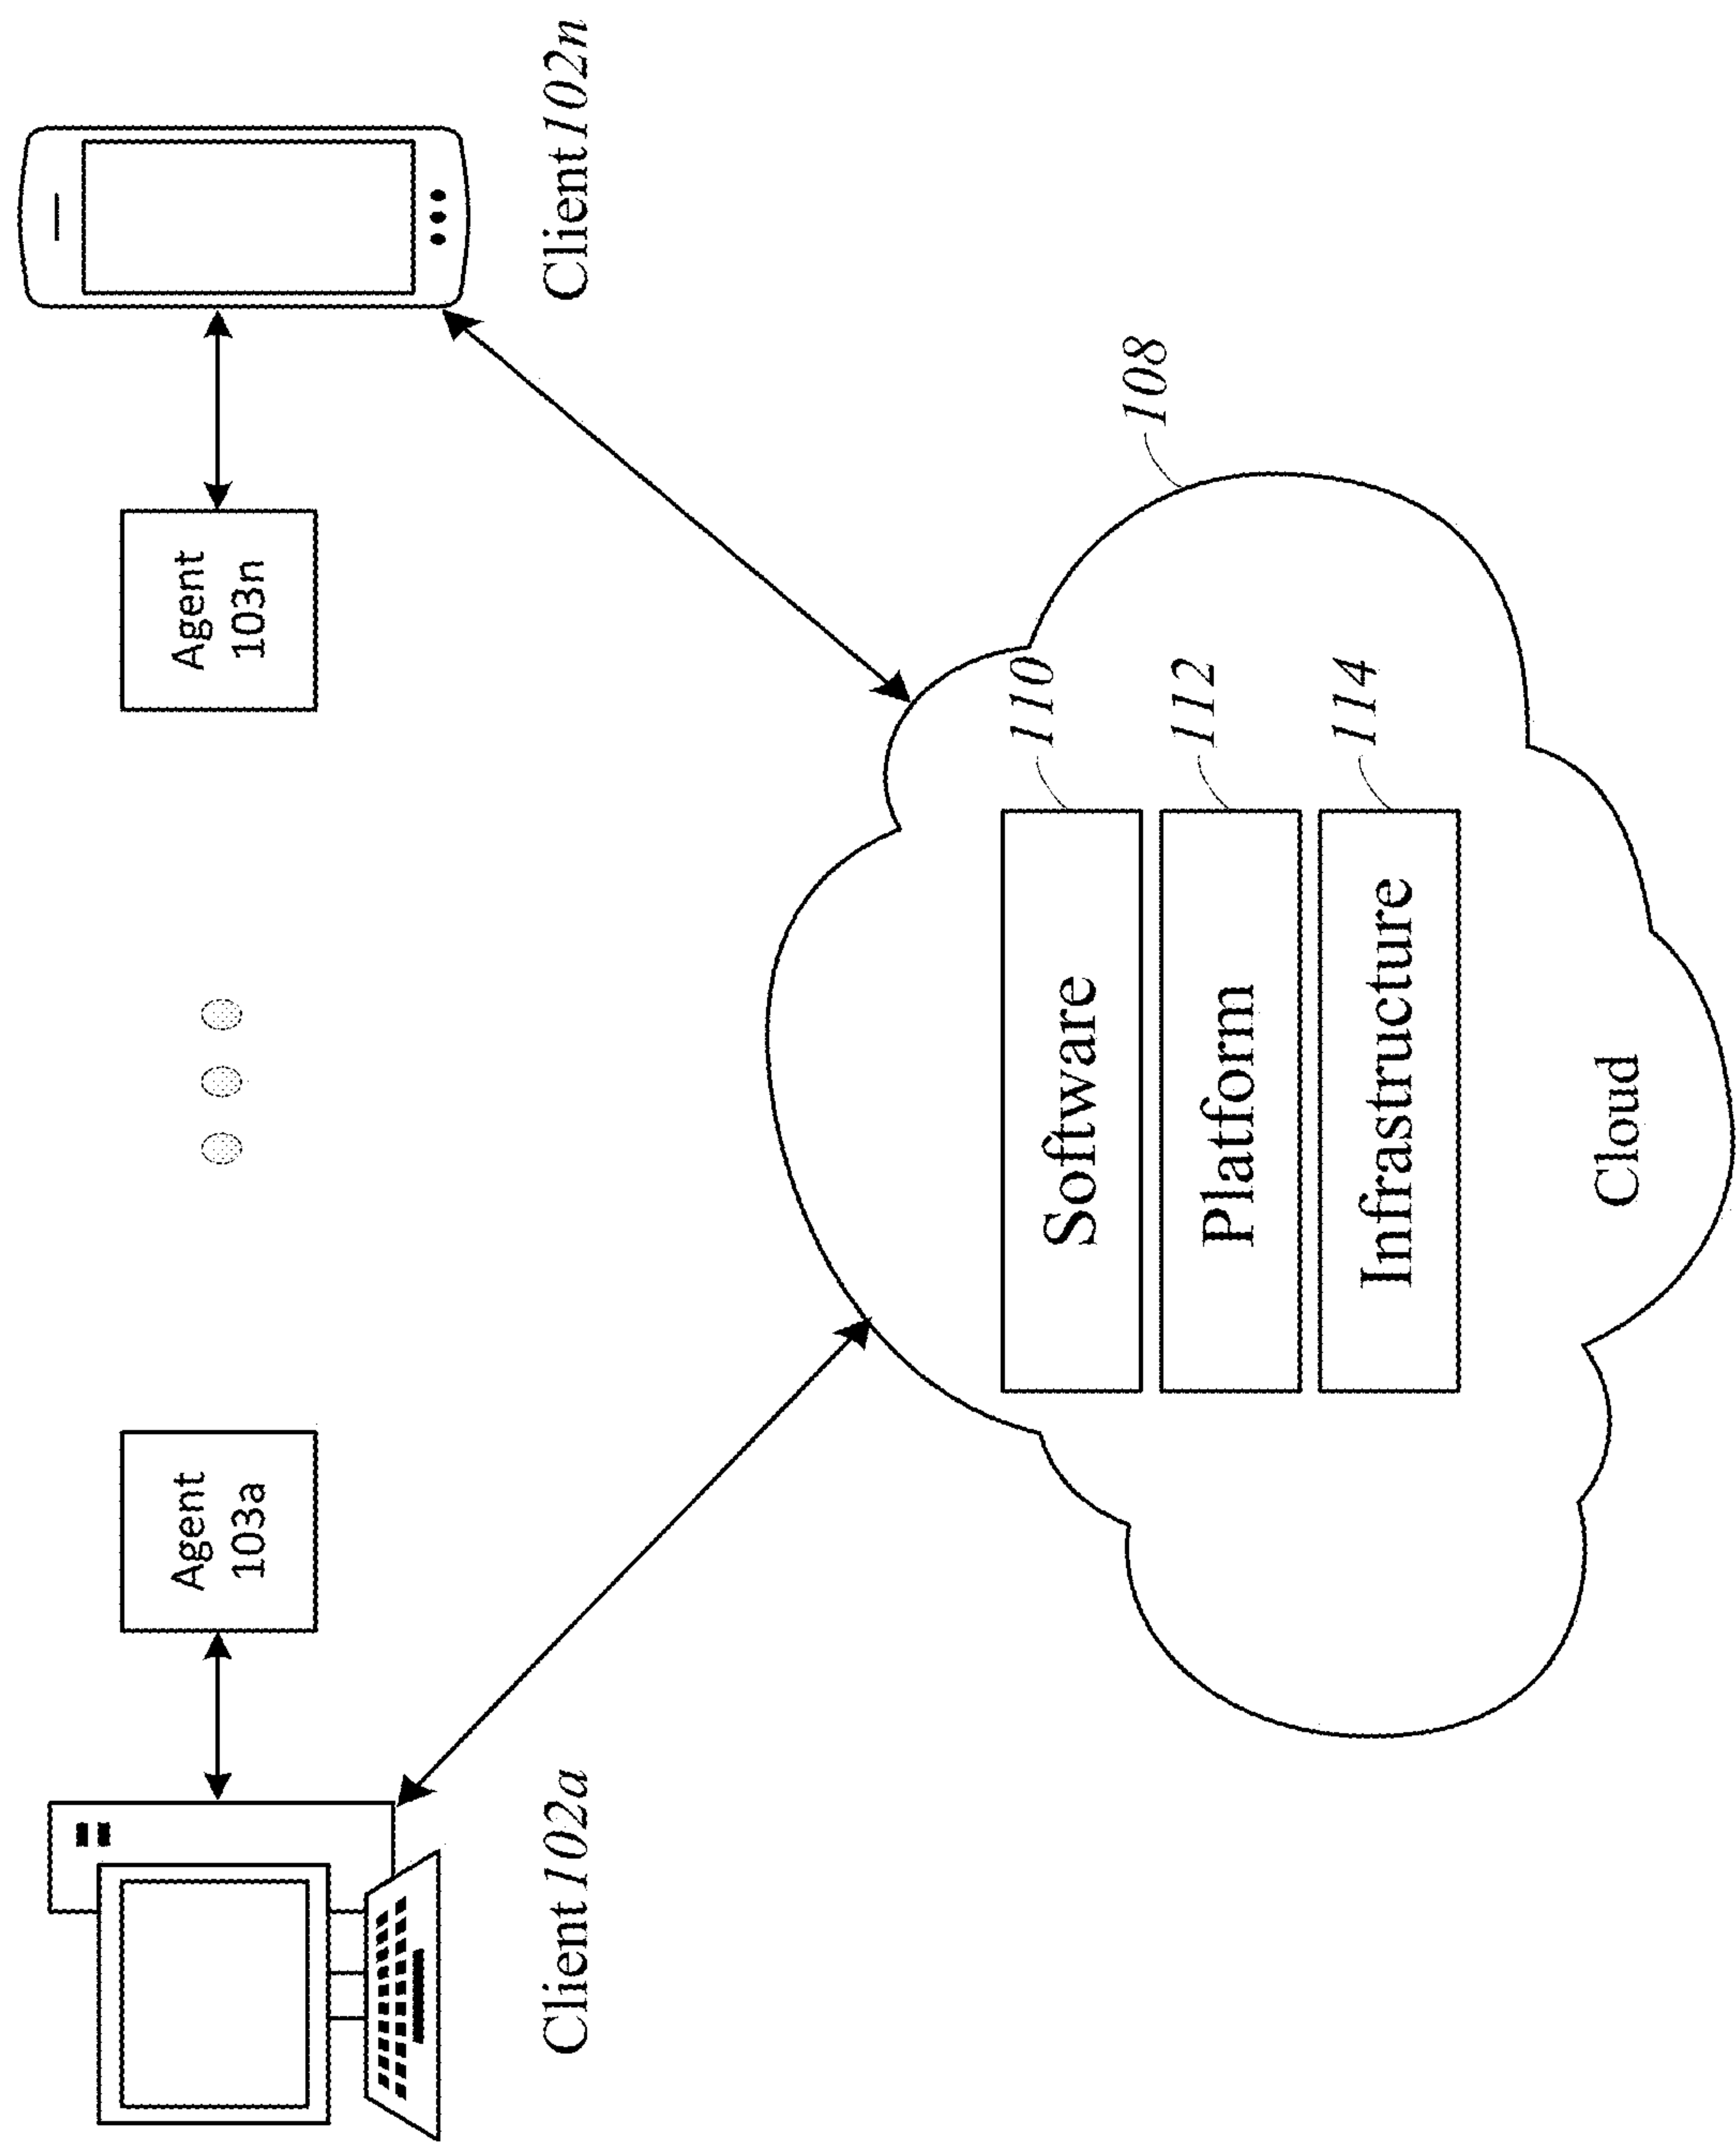 Agent
103a
Agent
103n
Client 102a
Client 102n
108
Software
110
Platform
112
Infrastructure
114
Cloud